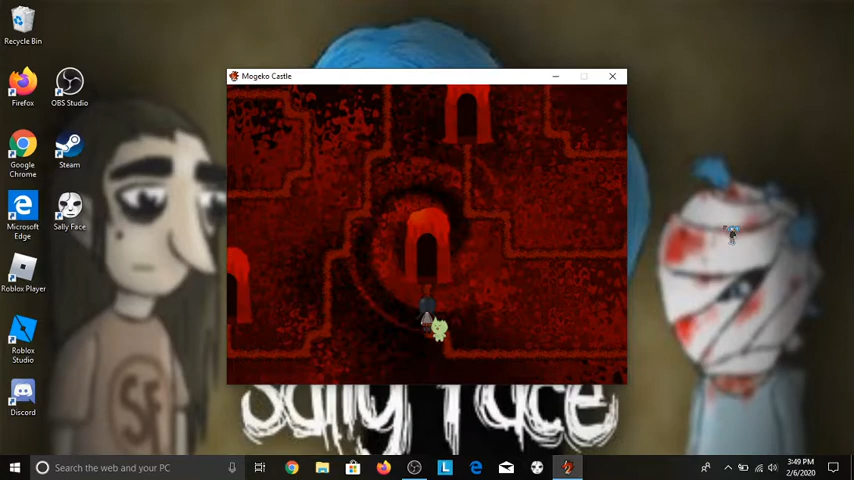 Mogeko Castle
Recycle Bin
Firefox
OBS Studio
Google Chrome
Steam
Microsoft Edge
Sally Face
Roblox Player
Roblox Studio
Discord
SF
Sally Face
Search the web and your PC
L
3:49 PM
2/6/2020